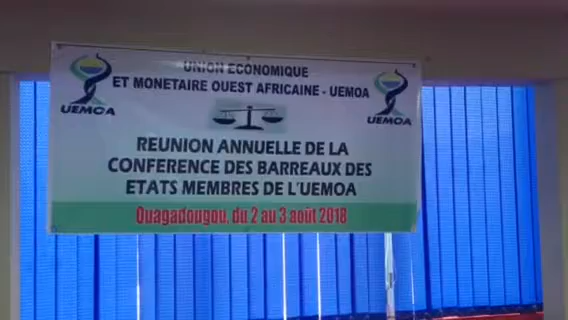 UNION ECONOMIQUE
ET MONETAIRE OUEST AFRICAINE - UEMOA
UEMOA
UEMOA
REUNION ANNUELLE DE LA
CONFERENCE DES BARREAUX DES
ETATS MEMBRES DE L'UEMOA
Ouagadougou, du 2 au 3 août 2018